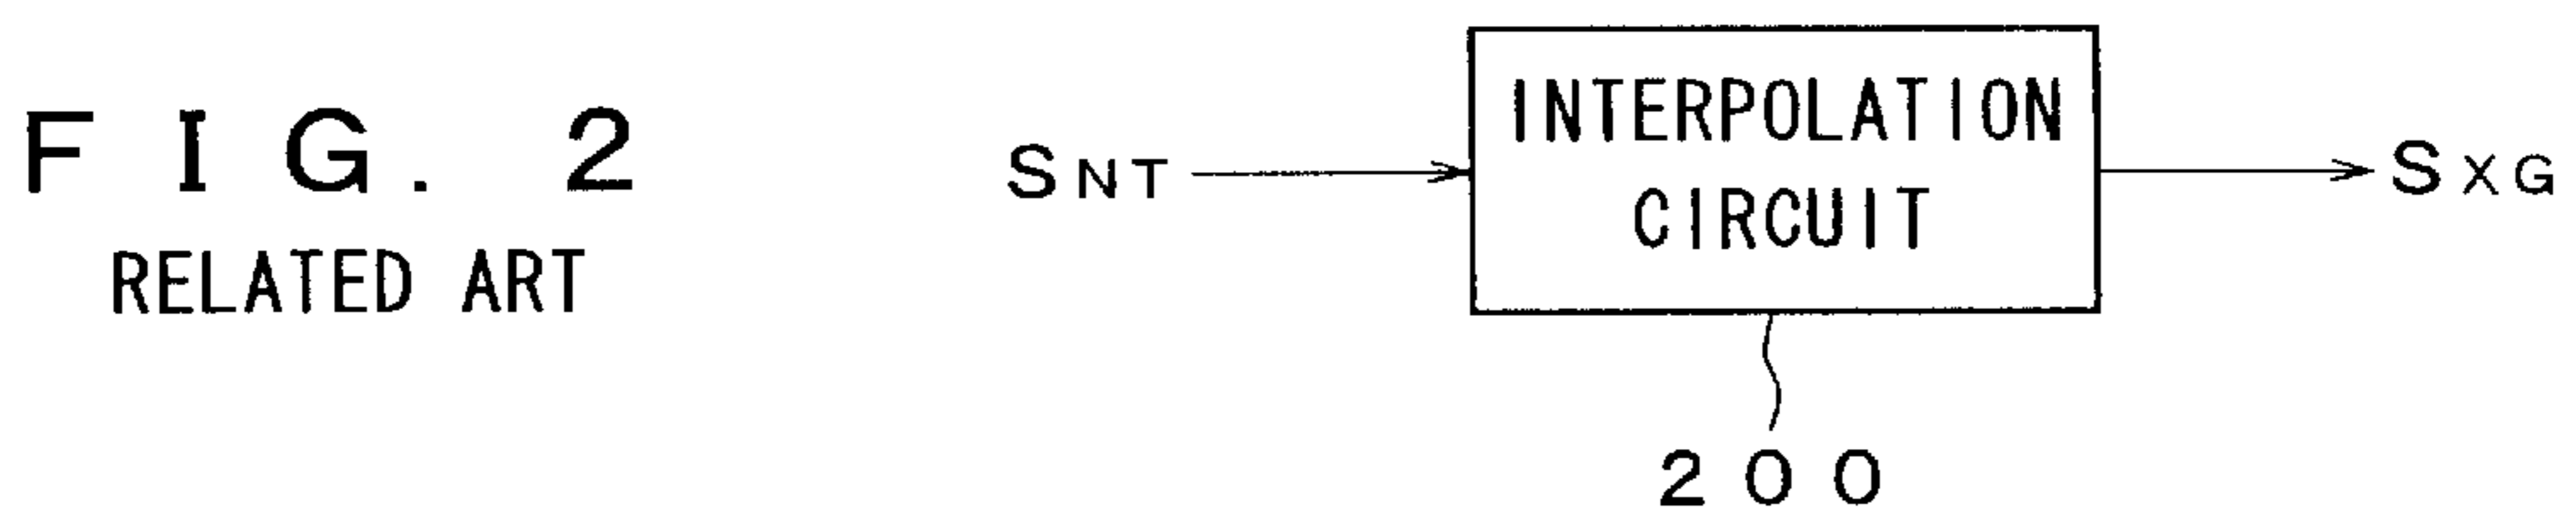 FIG. 2
RELATED ART
SNT
INTERPOLATION
CIRCUIT
SXG
200